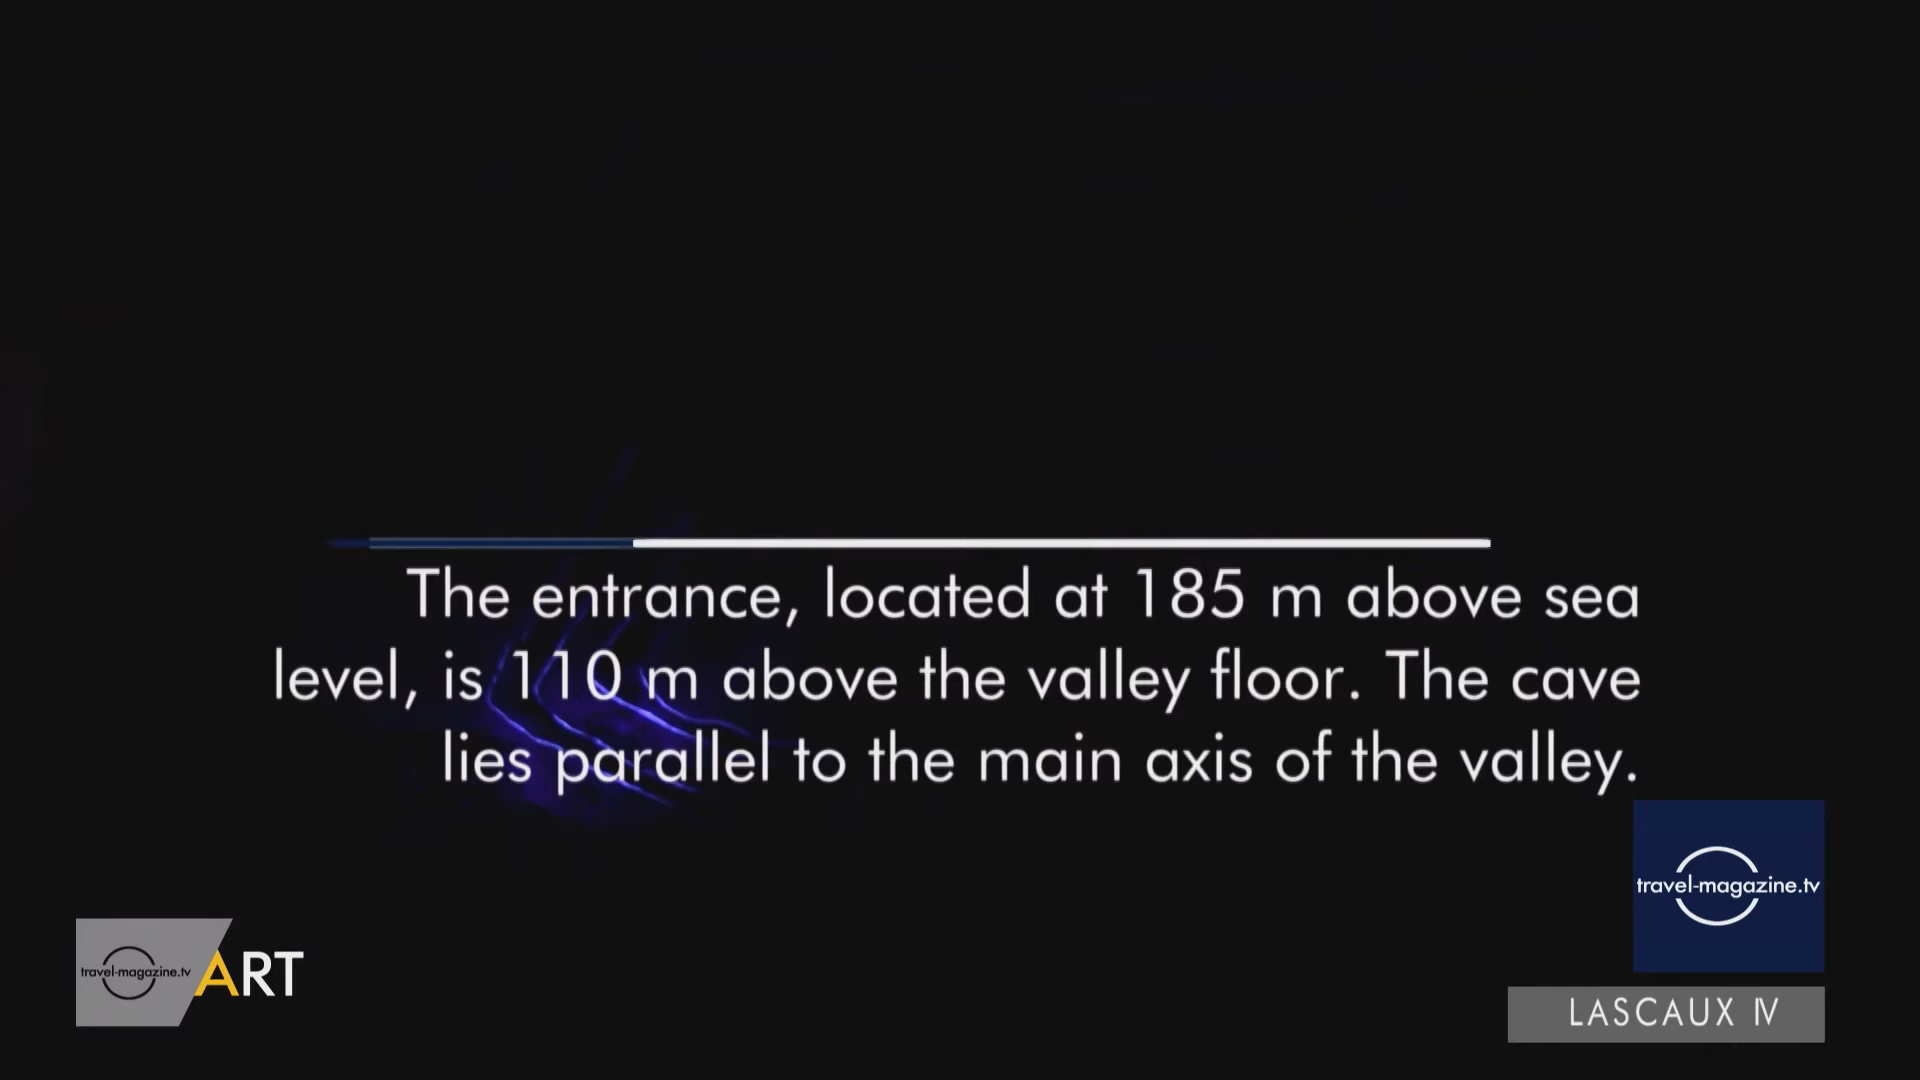 The entrance, located at 185 m above sea
level, is 110 m above the valley floor. The cave
lies parallel to the main axis of the valley.
travel-magazine.tv
travel-magazine.tv ART
LASCAUX IV